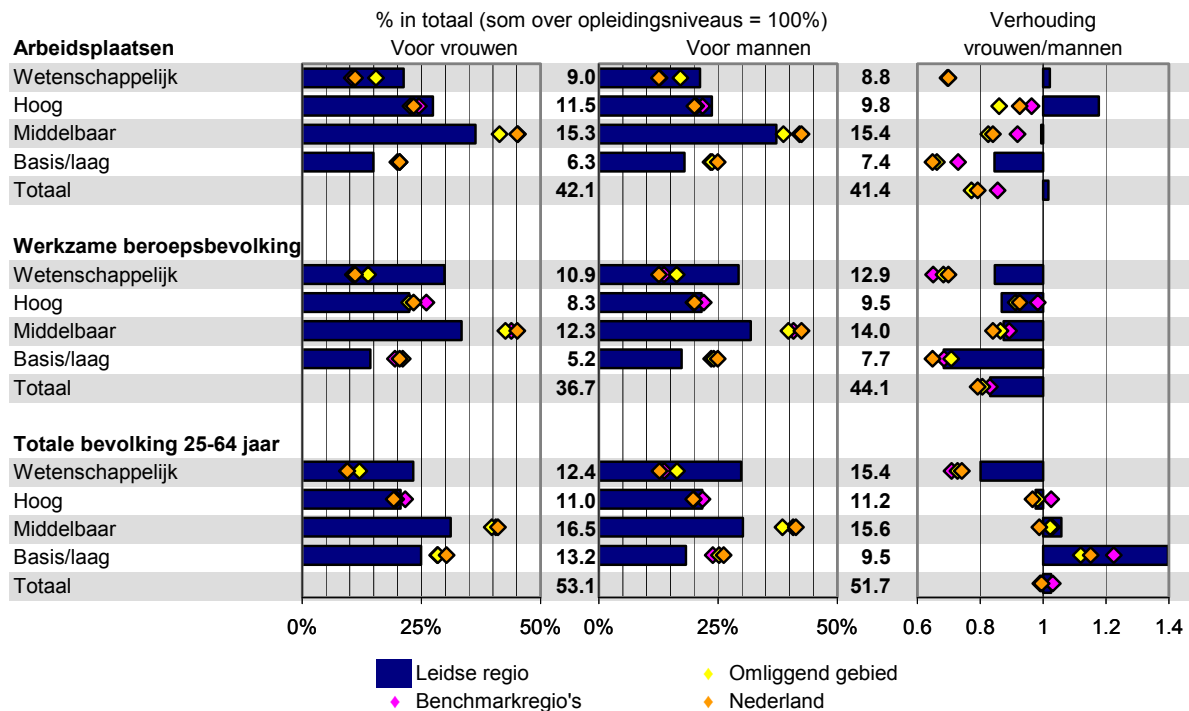 % in totaal (som over opleidingsniveaus = 100%) Verhouding
Arbeidsplaatsen Voor vrouwen Voor mannen vrouwen/mannen
Wetenschappelijk 9.0 8.8
Hoog 11.5 9.8
Middelbaar 15.3 15.4
Basis/laag 6.3 7.4
Totaal 42.1 41.4
Werkzame beroepsbevolking
Wetenschappelijk 10.9 12.9
Hoog 8.3 9.5
Middelbaar 12.3 14.0
Basis/laag 5.2 7.7
Totaal 36.7 44.1
Totale bevolking 25-64 jaar
Wetenschappelijk 12.4 15.4
Hoog 11.0 11.2
Middelbaar 16.5 15.6
Basis/laag 13.2 9.5
Totaal 53.1 51.7
0% 25% 50% 0% 25% 50% 0.6 0.8 1 1.2 1.4
Leidse regio Omliggend gebied
Benchmarkregio's Nederland